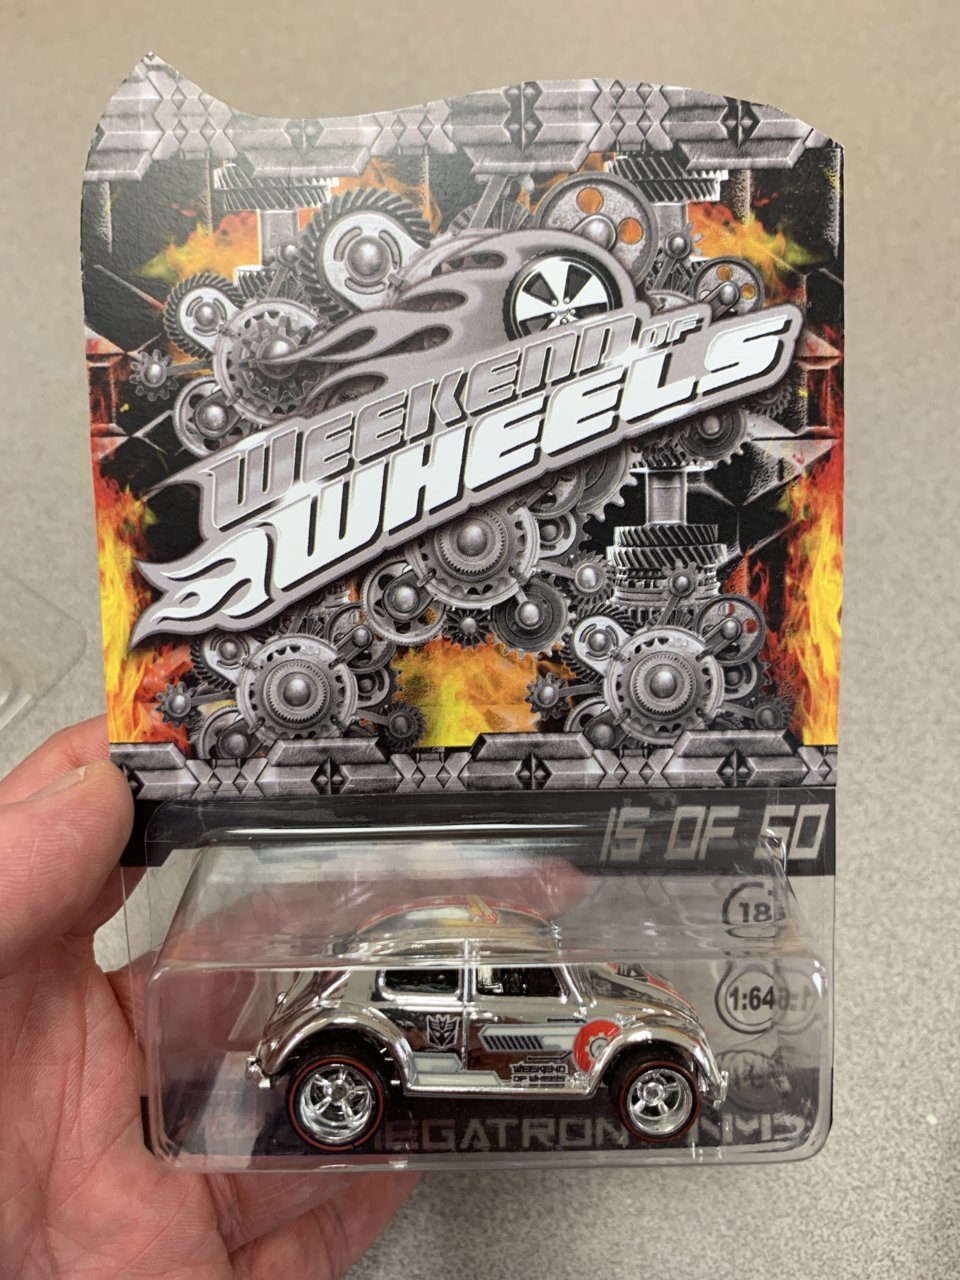 WEEKEND OF
WHEELS
15 OF 50
18
1:64
WEEKEND
OF WHEELS
EGATRON